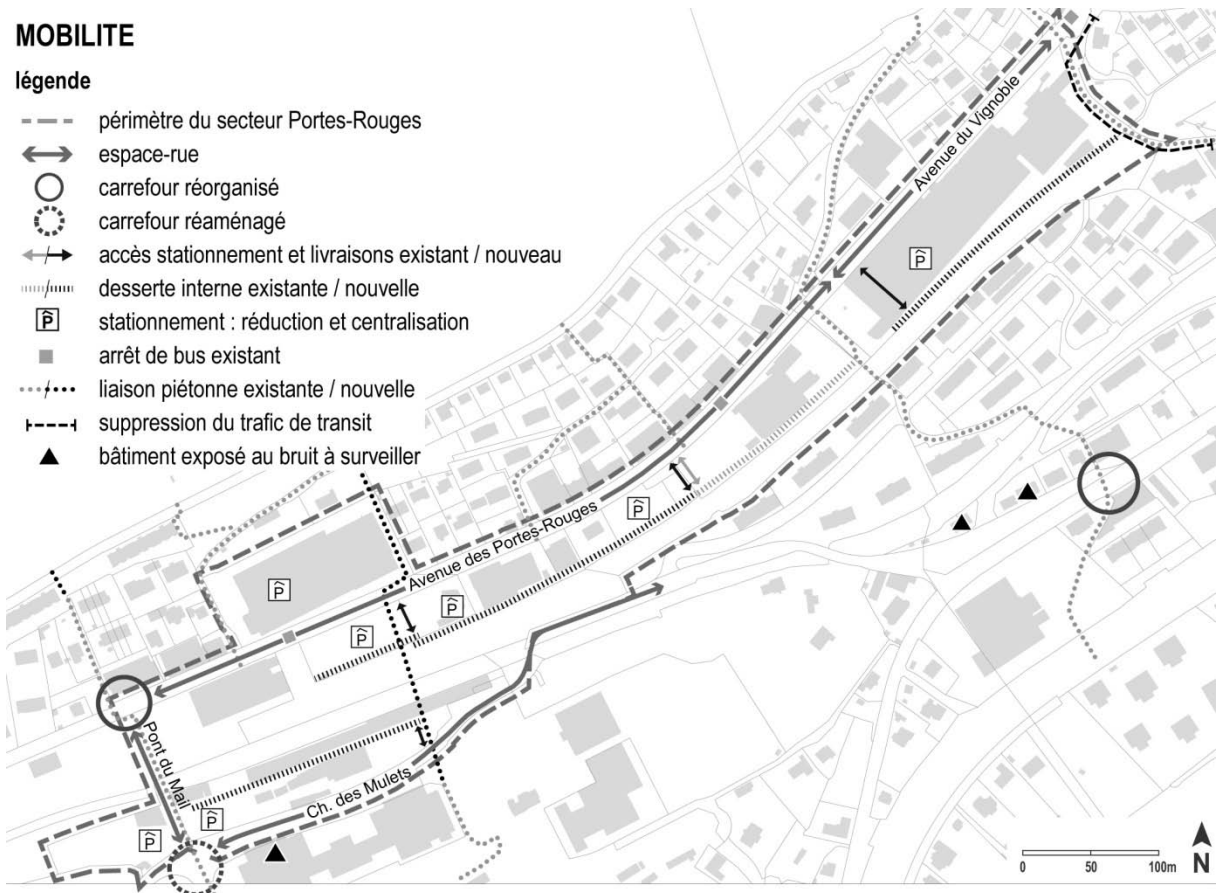 MOBILITE
légende
périmètre du secteur Portes-Rouges
espace-rue
carrefour réorganisé
carrefour réaménagé
accès stationnement et livraisons existant / nouveau
desserte interne existante / nouvelle
P
stationnement : réduction et centralisation
arrêt de bus existant
liaison piétonne existante / nouvelle
suppression du trafic de transit
bâtiment exposé au bruit à surveiller
Avenue du Vignoble
P
Avenue des Portes-Rouges
P
P
P
P
Pont du Mail
Ch. des Mulets
P
P
0 50 100m
N